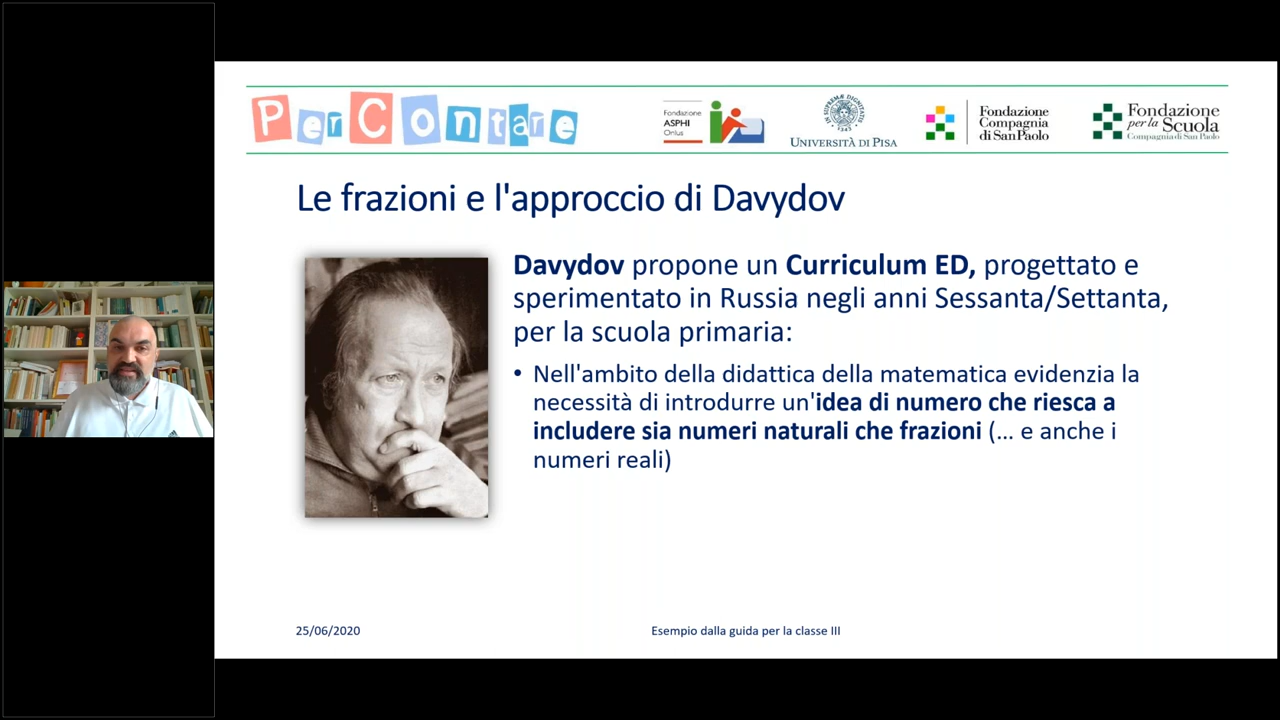 PerContare
Fondazione
ASPHI
Onlus
IN SUPREMÆ DIGNITATIS
1343
UNIVERSITÀ DI PISA
Fondazione
Compagnia
di San Paolo
Fondazione
per la Scuola
Compagnia di San Paolo
Le frazioni e l'approccio di Davydov
Davydov propone un Curriculum ED, progettato e
sperimentato in Russia negli anni Sessanta/Settanta,
per la scuola primaria:
• Nell'ambito della didattica della matematica evidenzia la
necessità di introdurre un'idea di numero che riesca a
includere sia numeri naturali che frazioni (... e anche i
numeri reali)
25/06/2020
Esempio dalla guida per la classe III